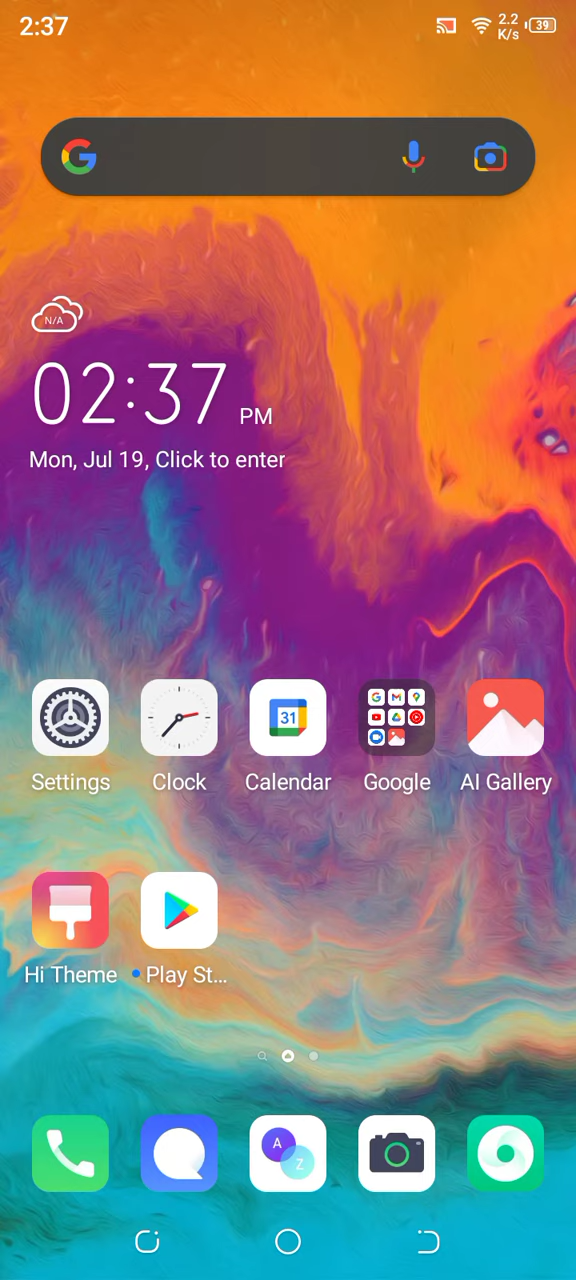 2:37
2.2
K/s
39
N/A
02:37 PM
Mon, Jul 19, Click to enter
31
Settings
Clock
Calendar
Google
AI Gallery
Hi Theme
Play St...
A
Z